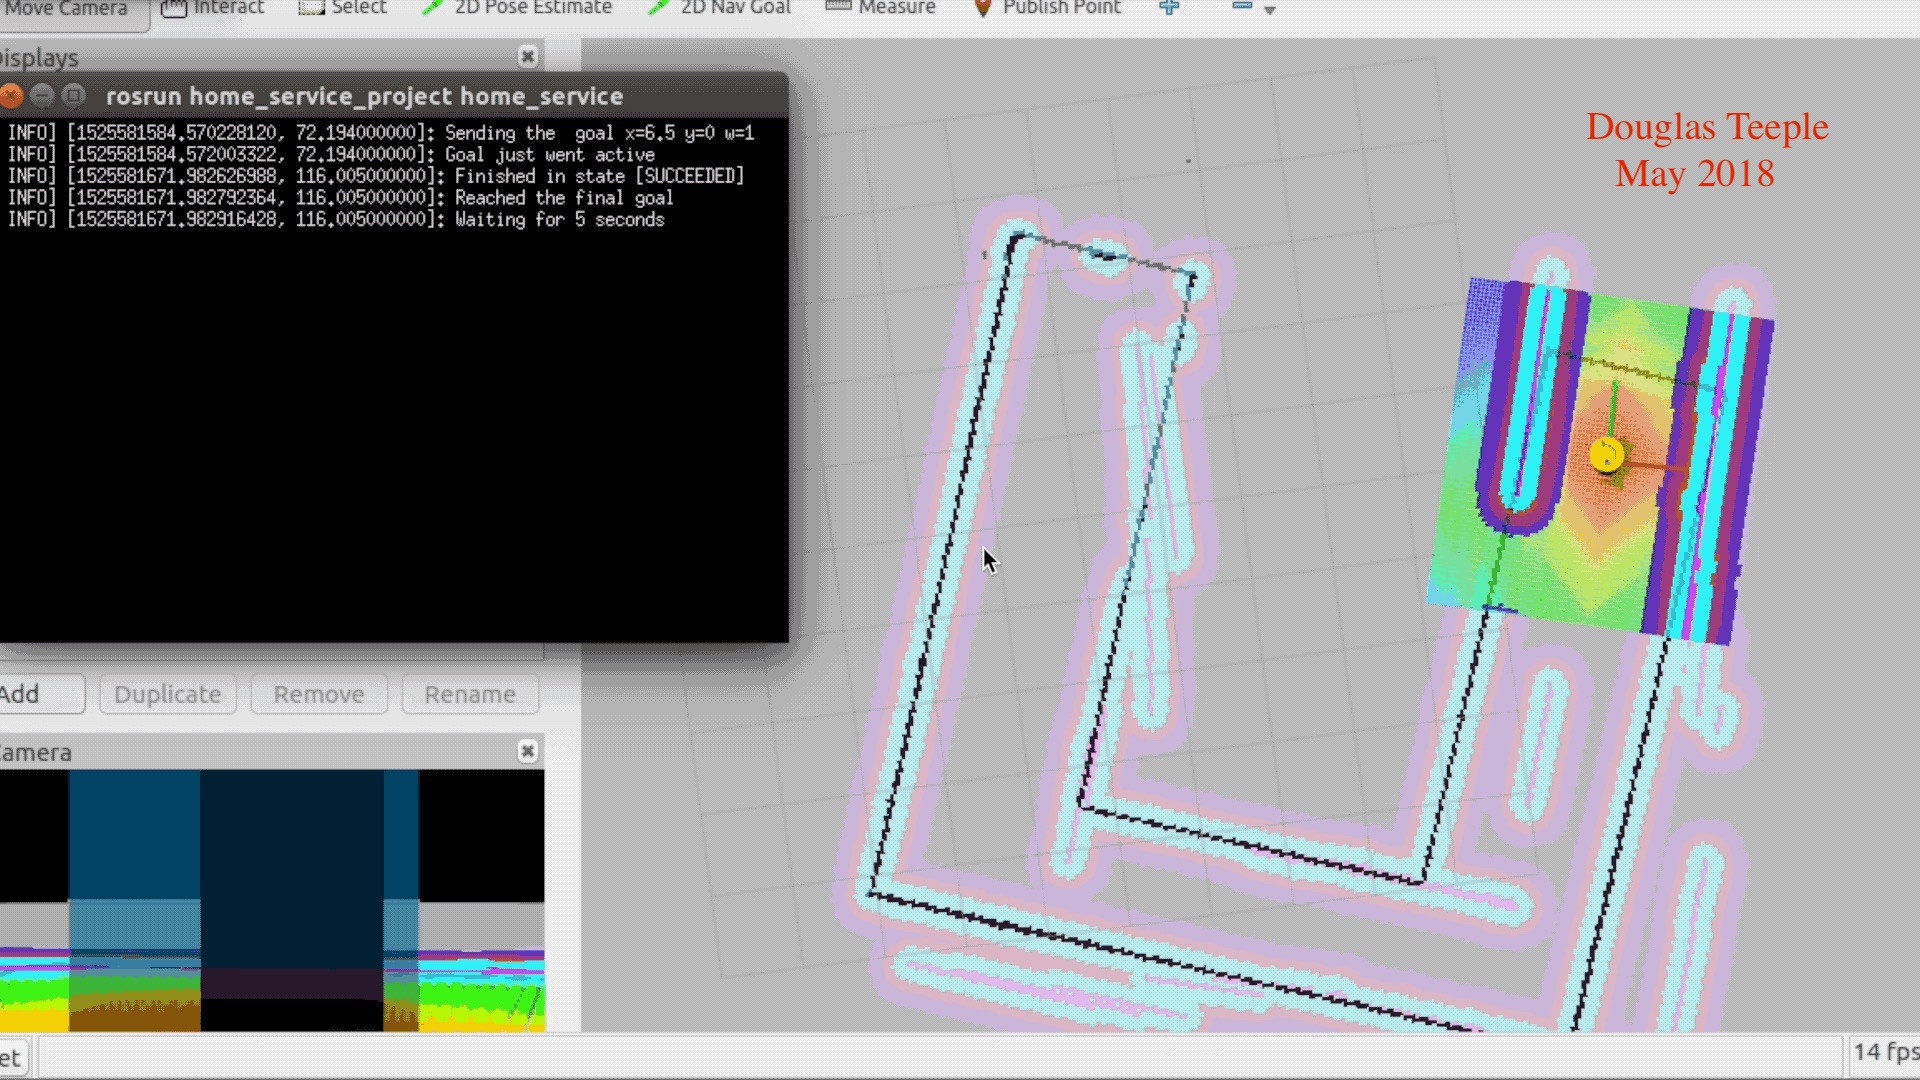 Move Camera Interact Select 2D Pose Estimate 2D Nav Goal Measure Publish Point
Displays
rosrun home_service_project home_service
INFO] [1525581584.570228120, 72.194000000]: Sending the  goal x=6.5 y=0 w=1
INFO] [1525581584.572003322, 72.194000000]: Goal just went active
INFO] [1525581671.982626988, 116.005000000]: Finished in state [SUCCEEDED]
INFO] [1525581671.982792364, 116.005000000]: Reached the final goal
INFO] [1525581671.982916428, 116.005000000]: Waiting for 5 seconds
Douglas Teeple
May 2018
Add Duplicate Remove Rename
Camera
et
14 fps